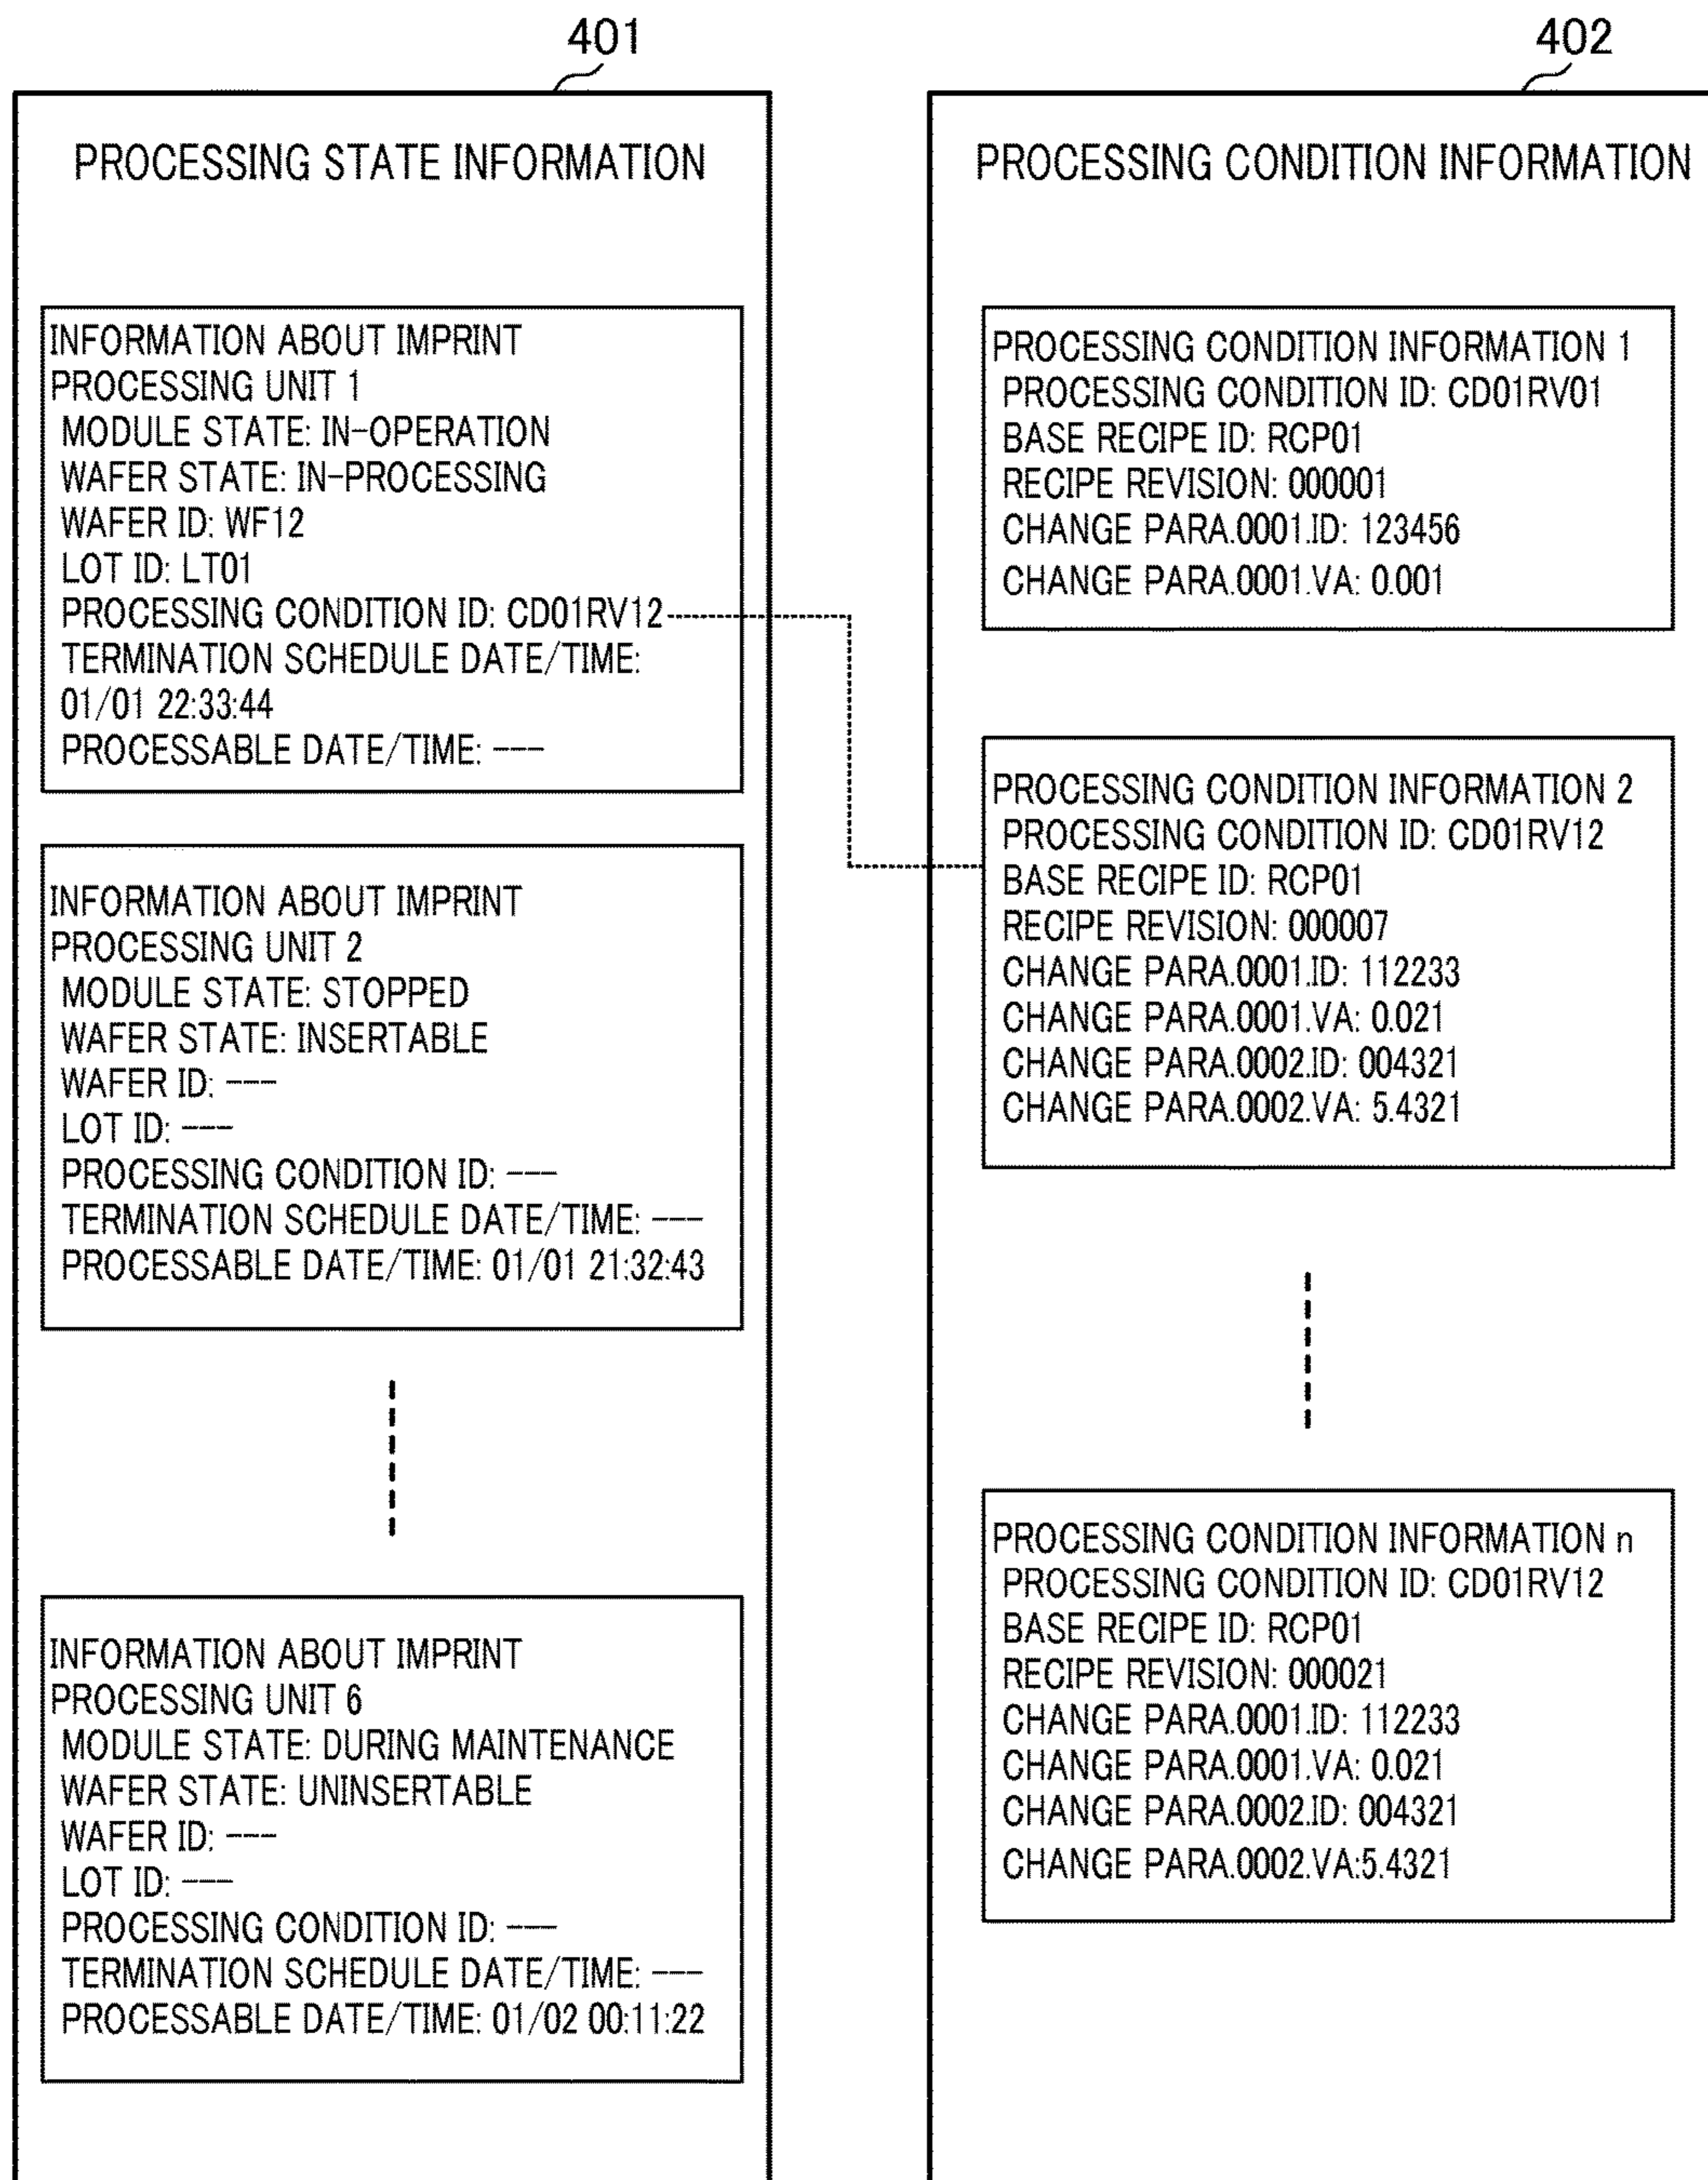 401
PROCESSING STATE INFORMATION
INFORMATION ABOUT IMPRINT
PROCESSING UNIT 1
MODULE STATE: IN-OPERATION
WAFER STATE: IN-PROCESSING
WAFER ID: WF12
LOT ID: LT01
PROCESSING CONDITION ID: CD01RV12
TERMINATION SCHEDULE DATE/TIME:
01/01 22:33:44
PROCESSABLE DATE/TIME: ---
INFORMATION ABOUT IMPRINT
PROCESSING UNIT 2
MODULE STATE: STOPPED
WAFER STATE: INSERTABLE
WAFER ID: ---
LOT ID: ---
PROCESSING CONDITION ID: ---
TERMINATION SCHEDULE DATE/TIME: ---
PROCESSABLE DATE/TIME: 01/01 21:32:43
INFORMATION ABOUT IMPRINT
PROCESSING UNIT 6
MODULE STATE: DURING MAINTENANCE
WAFER STATE: UNINSERTABLE
WAFER ID: ---
LOT ID: ---
PROCESSING CONDITION ID: ---
TERMINATION SCHEDULE DATE/TIME: ---
PROCESSABLE DATE/TIME: 01/02 00:11:22
402
PROCESSING CONDITION INFORMATION
PROCESSING CONDITION INFORMATION 1
PROCESSING CONDITION ID: CD01RV01
BASE RECIPE ID: RCP01
RECIPE REVISION: 000001
CHANGE PARA.0001.ID: 123456
CHANGE PARA.0001.VA: 0.001
PROCESSING CONDITION INFORMATION 2
PROCESSING CONDITION ID: CD01RV12
BASE RECIPE ID: RCP01
RECIPE REVISION: 000007
CHANGE PARA.0001.ID: 112233
CHANGE PARA.0001.VA: 0.021
CHANGE PARA.0002.ID: 004321
CHANGE PARA.0002.VA: 5.4321
PROCESSING CONDITION INFORMATION n
PROCESSING CONDITION ID: CD01RV12
BASE RECIPE ID: RCP01
RECIPE REVISION: 000021
CHANGE PARA.0001.ID: 112233
CHANGE PARA.0001.VA: 0.021
CHANGE PARA.0002.ID: 004321
CHANGE PARA.0002.VA:5.4321